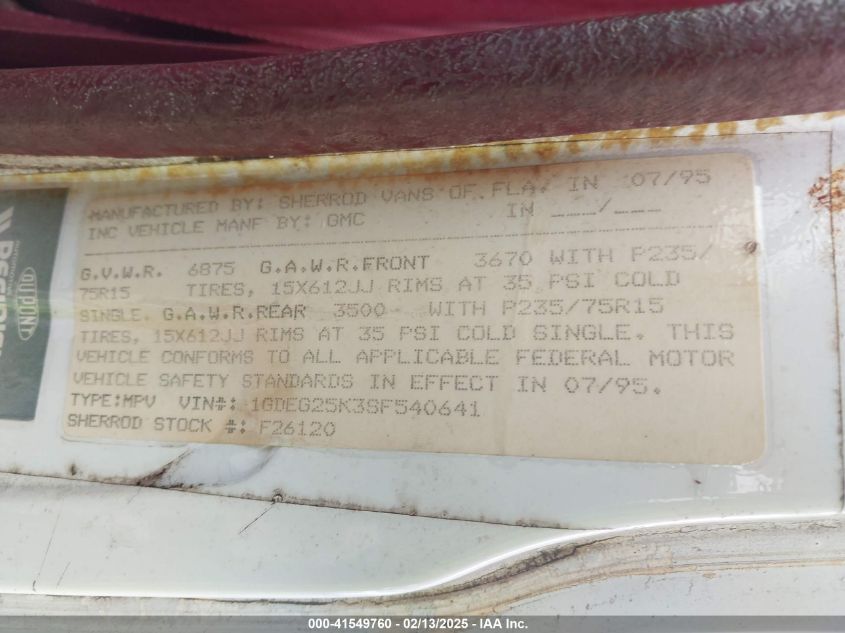 MANUFACTURED BY: SHERROD VANS OF FLA. IN 07/95
INC VEHICLE MANF BY: GMC IN ___/___
G.V.W.R. 6875 G.A.W.R.FRONT 3670 WITH P235/
75R15 TIRES, 15X612JJ RIMS AT 35 PSI COLD
SINGLE. G.A.W.R.REAR 3500- WITH P235/75R15
TIRES, 15X612JJ RIMS AT 35 PSI COLD SINGLE. THIS
VEHICLE CONFORMS TO ALL APPLICABLE FEDERAL MOTOR
VEHICLE SAFETY STANDARDS IN EFFECT IN 07/95.
TYPE:MPV VIN#: 1GDEG25K3SF540641
SHERROD STOCK #: F26120
DUPONT
000-41549760 - 02/13/2025 - IAA Inc.